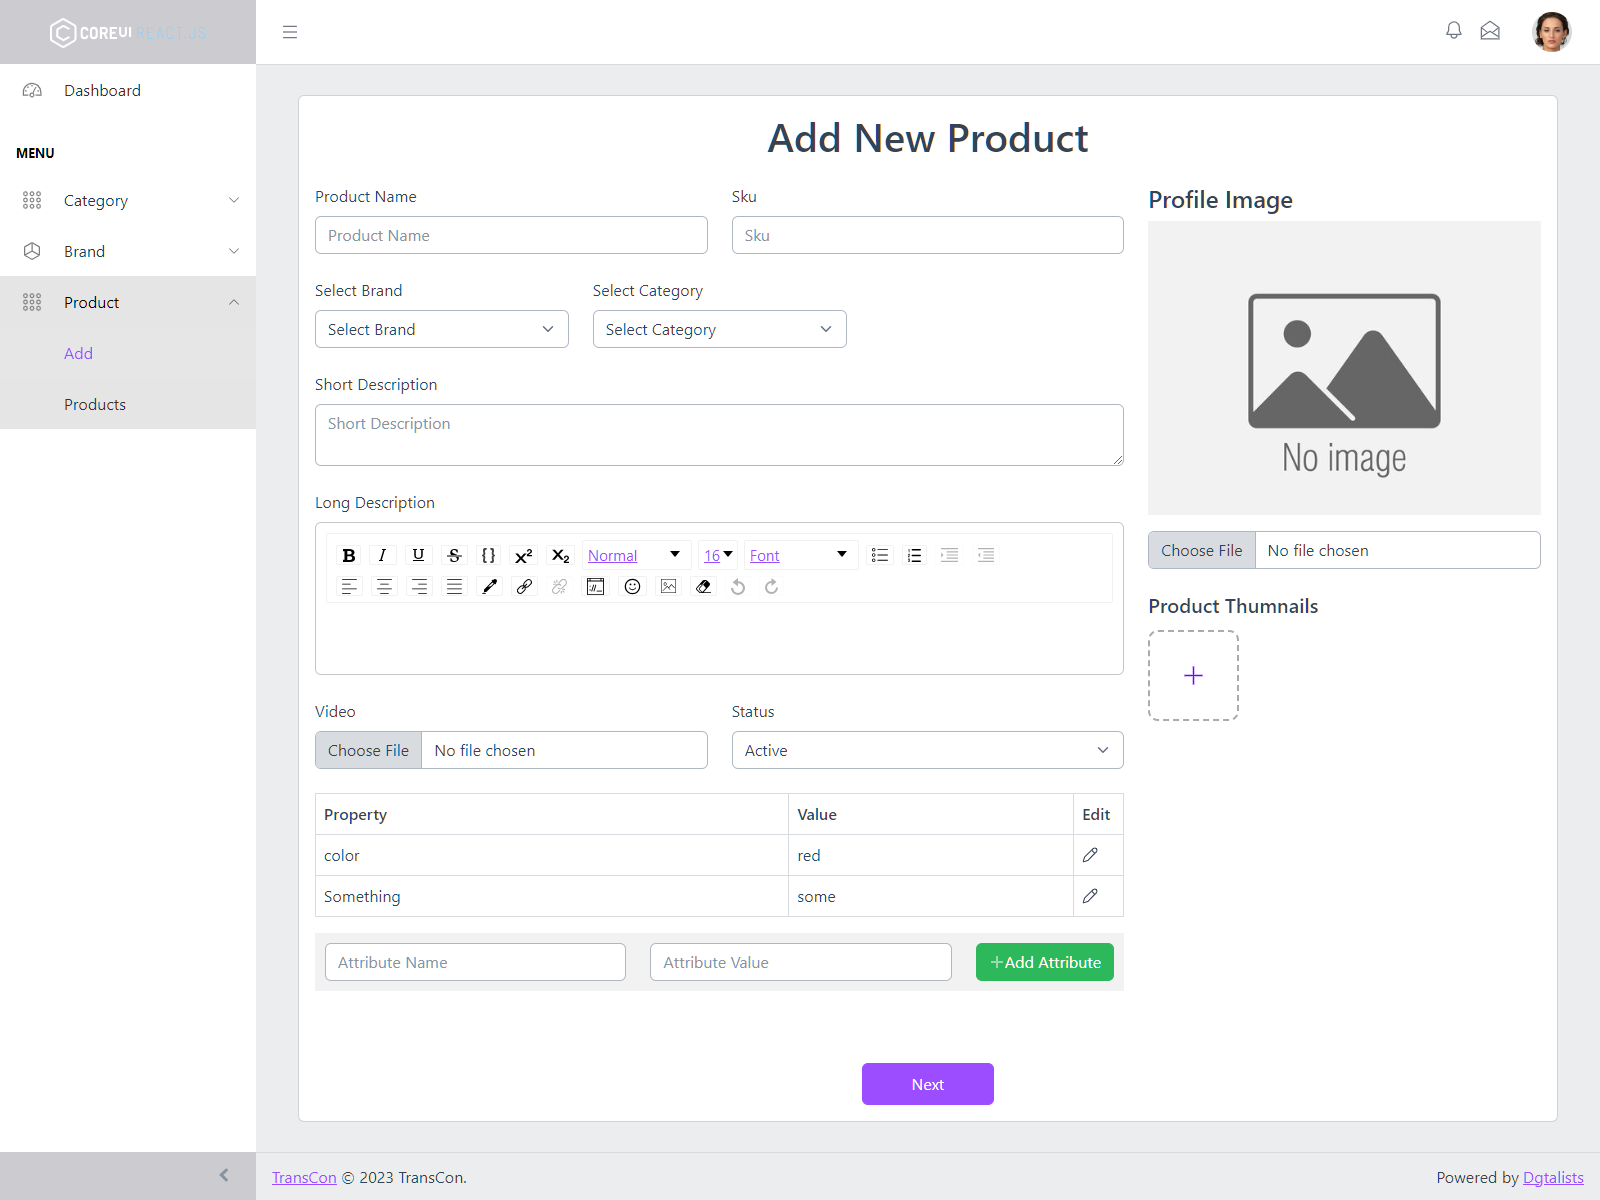 COREUI REACT.JS
Dashboard
MENU
Category
Brand
Product
Add
Products
Add New Product
Product Name
Sku
Product Name
Sku
Select Brand
Select Category
Select Brand
Select Category
Short Description
Short Description
Long Description
B I U S {} X² X₂ Normal 16 Font
Video
Status
Choose File No file chosen
Active
Property Value Edit
color red
Something some
Attribute Name Attribute Value +Add Attribute
Next
Profile Image
No image
Choose File No file chosen
Product Thumnails
+
TransCon © 2023 TransCon.
Powered by Dgtalists